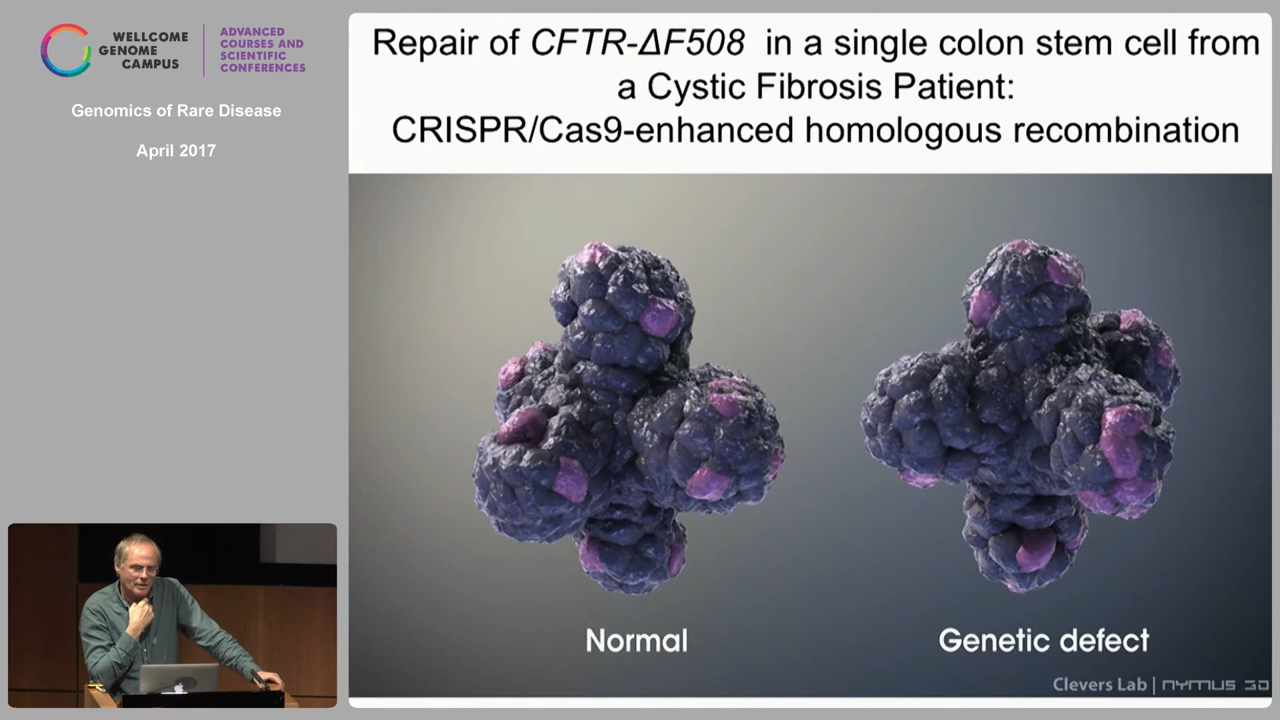 WELLCOME
GENOME
CAMPUS
ADVANCED
COURSES AND
SCIENTIFIC
CONFERENCES
Genomics of Rare Disease
April 2017
Repair of CFTR-ΔF508 in a single colon stem cell from
a Cystic Fibrosis Patient:
CRISPR/Cas9-enhanced homologous recombination
Normal
Genetic defect
Clevers Lab | NYMUS 3D